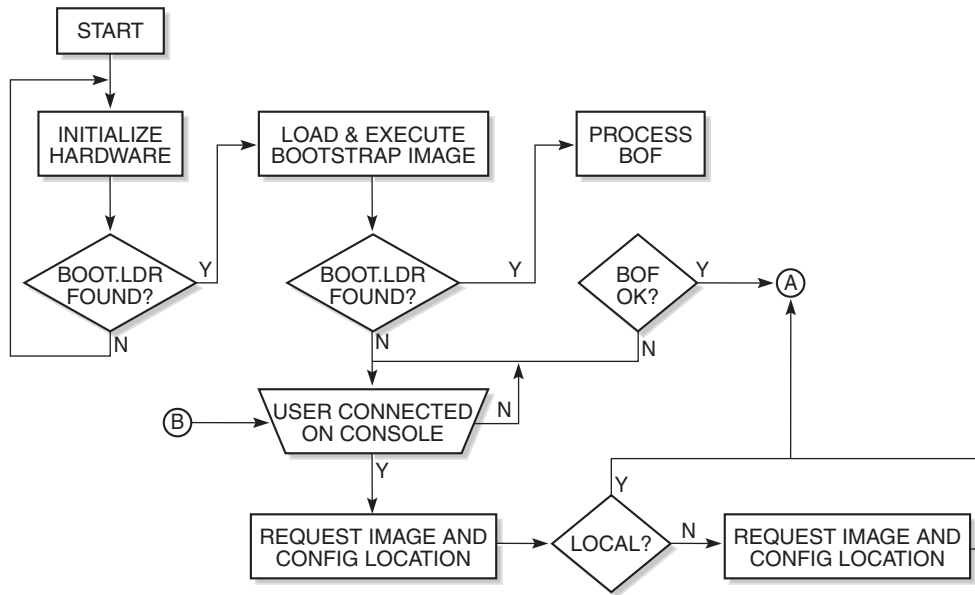 START
INITIALIZE
HARDWARE
LOAD & EXECUTE
BOOTSTRAP IMAGE
PROCESS
BOF
BOOT.LDR
FOUND?
Y
N
BOOT.LDR
FOUND?
Y
N
BOF
OK?
Y
N
A
B
USER CONNECTED
ON CONSOLE
N
Y
REQUEST IMAGE AND
CONFIG LOCATION
LOCAL?
Y
N
REQUEST IMAGE AND
CONFIG LOCATION